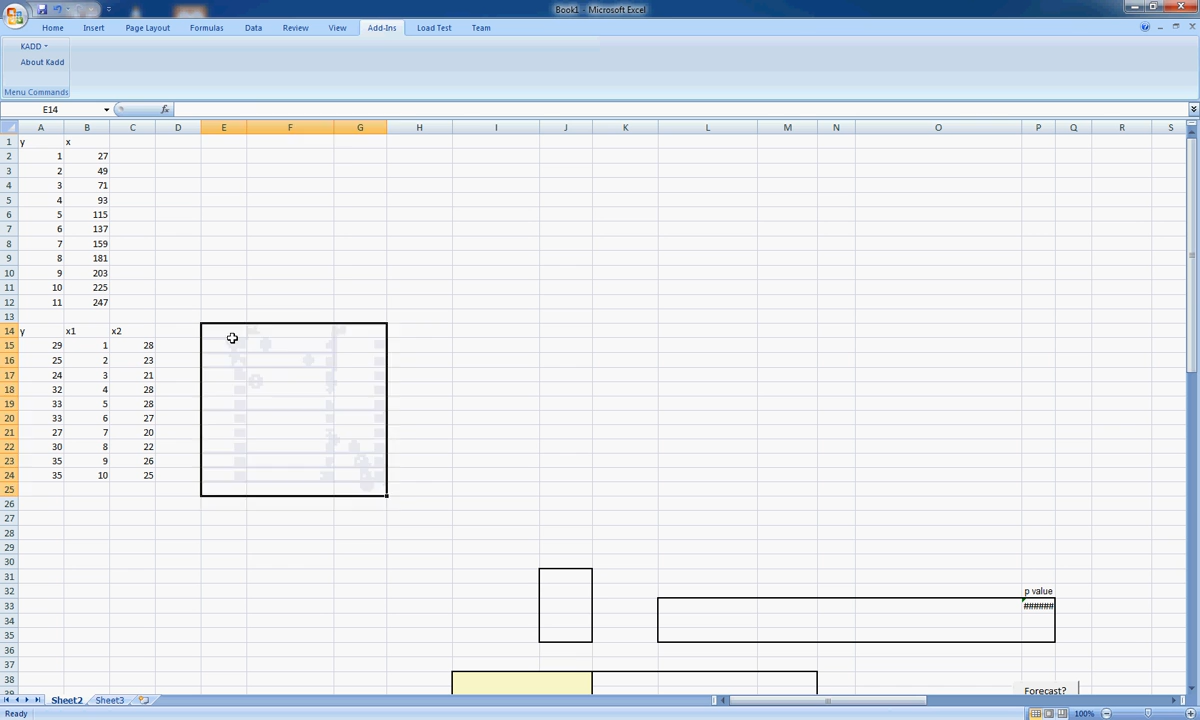 Book1 - Microsoft Excel
Home Insert Page Layout Formulas Data Review View Add-Ins Load Test Team
KADD
About Kadd
Menu Commands
E14 fx
A B C D E F G H I J K L M N O P Q R S
1 y x
2 1 27
3 2 49
4 3 71
5 4 93
6 5 115
7 6 137
8 7 159
9 8 181
10 9 203
11 10 225
12 11 247
13
14 y x1 x2
15 29 1 28
16 25 2 23
17 24 3 21
18 32 4 28
19 33 5 28
20 33 6 27
21 27 7 20
22 30 8 22
23 35 9 26
24 35 10 25
25
26
27
28
29
30
31
32 p value
33 ######
34
35
36
37
38
39 Forecast?
Sheet2 Sheet3
Ready 100%